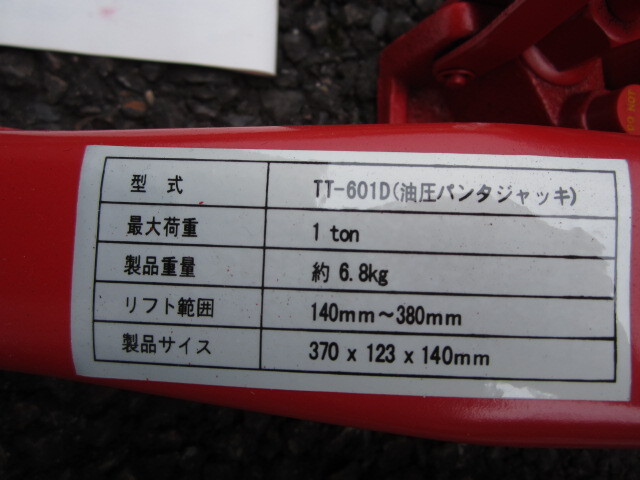 型式 TT-601D(油圧パンタジャッキ)
最大荷重 1 ton
製品重量 約 6.8kg
リフト範囲 140mm～380mm
製品サイズ 370 x 123 x 140mm